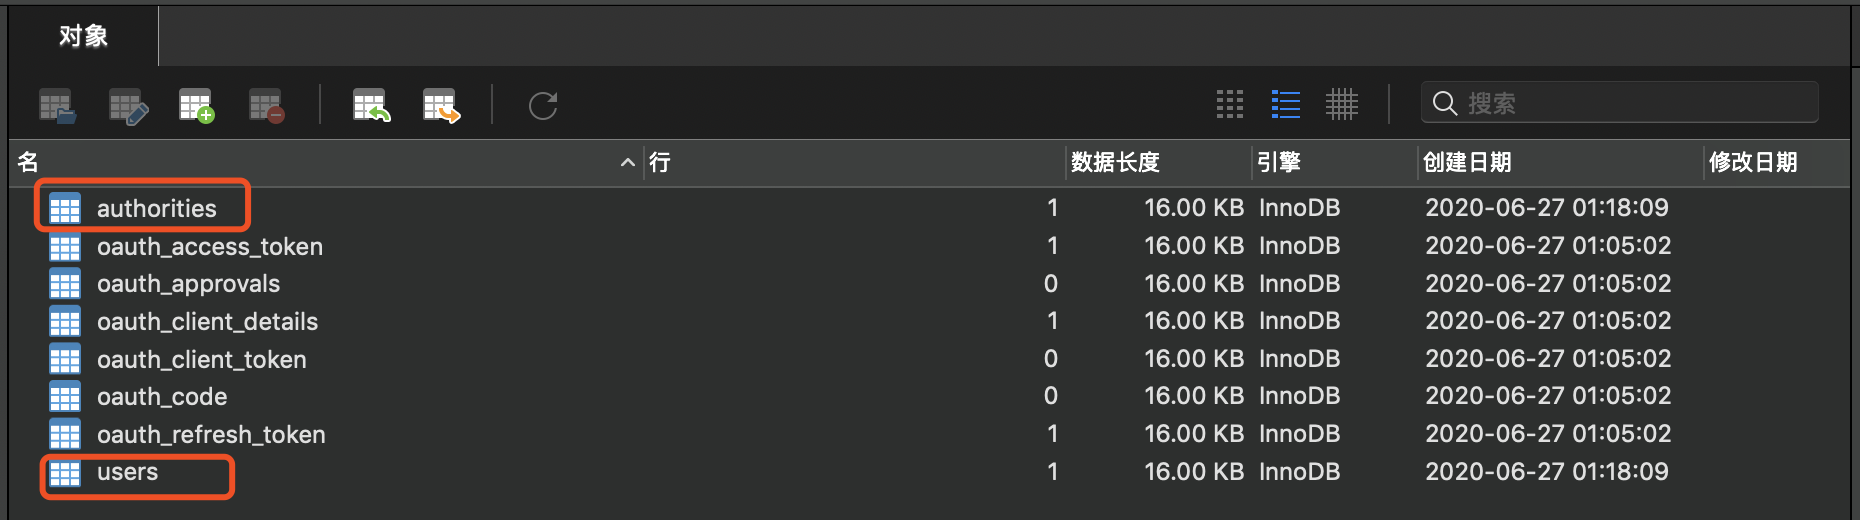 对象
搜索
名 行 数据长度 引擎 创建日期 修改日期
authorities 1 16.00 KB InnoDB 2020-06-27 01:18:09
oauth_access_token 1 16.00 KB InnoDB 2020-06-27 01:05:02
oauth_approvals 0 16.00 KB InnoDB 2020-06-27 01:05:02
oauth_client_details 1 16.00 KB InnoDB 2020-06-27 01:05:02
oauth_client_token 0 16.00 KB InnoDB 2020-06-27 01:05:02
oauth_code 0 16.00 KB InnoDB 2020-06-27 01:05:02
oauth_refresh_token 1 16.00 KB InnoDB 2020-06-27 01:05:02
users 1 16.00 KB InnoDB 2020-06-27 01:18:09